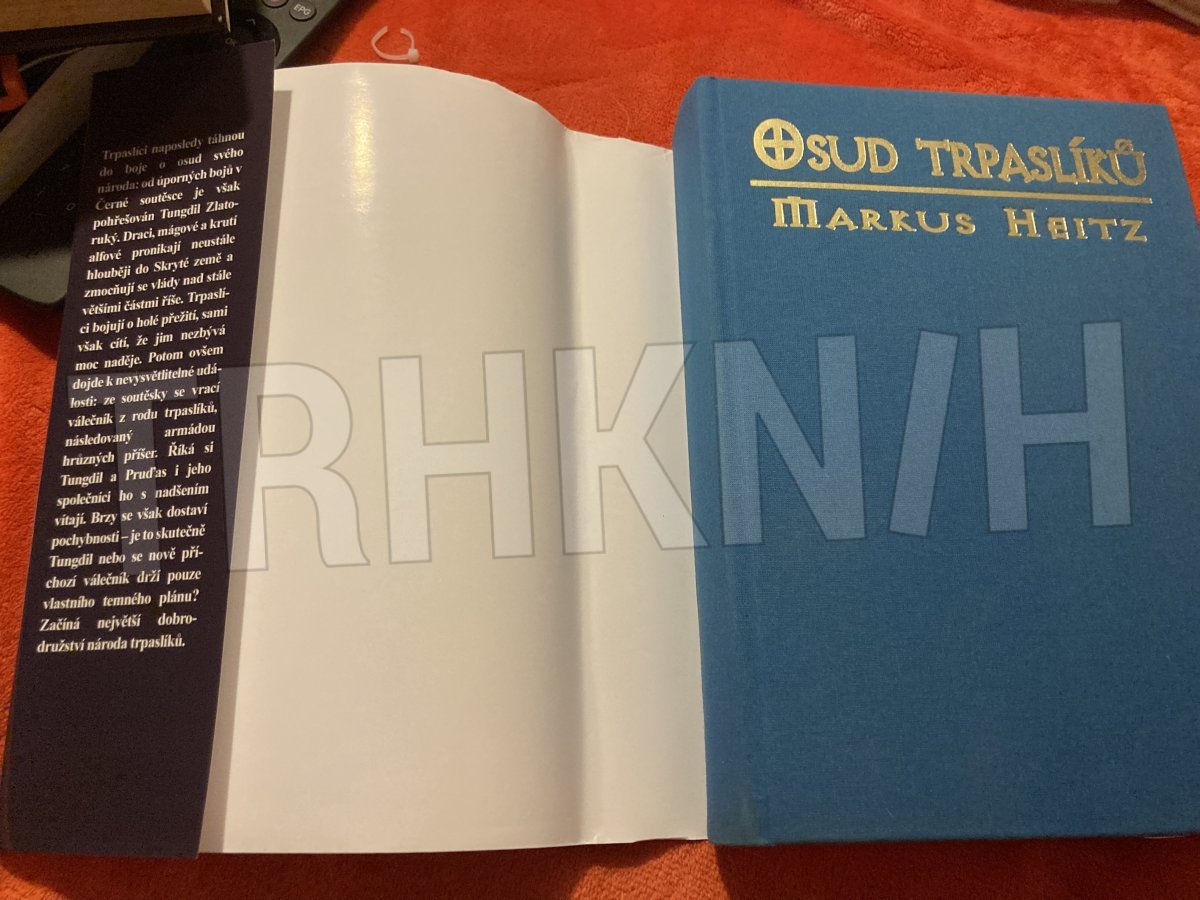 Trpaslíci naposledy táhnou
do boje o osud svého
národa: od úporných bojů v
Černé soutěsce je však
pohřešován Tungdil Zlato-
ruký. Draci, mágové a krutí
alfové pronikají neustále
hlouběji do Skryté země a
zmocňují se vlády nad stále
většími částmi říše. Trpaslí-
ci bojují o holé přežití, sami
však cítí, že jim nezbývá
moc naděje. Potom ovšem
dojde k nevysvětlitelné udá-
losti: ze soutěsky se vrací
válečník z rodu trpaslíků,
následovaný armádou
hrůzných příšer. Říká si
Tungdil a Pruďas i jeho
společníci ho s nadšením
vítají. Brzy se však dostaví
pochybnosti – je to skutečně
Tungdil nebo se nově pří-
chozí válečník drží pouze
vlastního temného plánu?
Začíná největší dobro-
družství národa trpaslíků.
OSUD TRPASLÍKŮ
MARKUS HEITZ
TRHKNI
EPG
OK